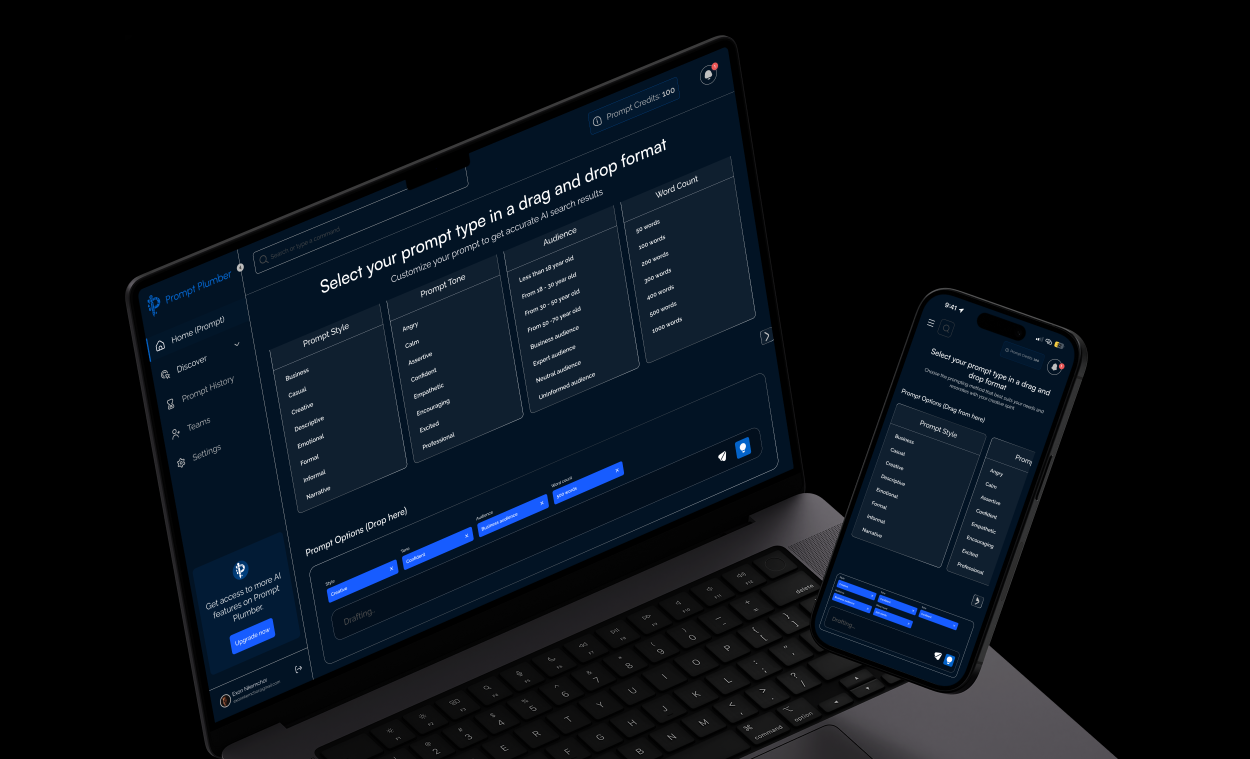 Prompt Credits: 100
Search or type a command
Select your prompt type in a drag and drop format
Customize your prompt to get accurate AI search results
Prompt Plumber
Home (Prompt)
Discover
Prompt History
Teams
Settings
Get access to more AI
features on Prompt
Plumber.
Upgrade now
Prompt Style
Business
Casual
Creative
Descriptive
Emotional
Formal
Informal
Narrative
Prompt Tone
Angry
Calm
Assertive
Confident
Empathetic
Encouraging
Excited
Professional
Audience
Less than 18 year old
From 18 - 30 year old
From 30 - 50 year old
From 50 -70 year old
Business audience
Expert audience
Neutral audience
Uninformed audience
Word Count
50 words
100 words
200 words
300 words
400 words
500 words
1000 words
Prompt Options (Drop here)
Style
Creative
Tone
Confident
Audience
Business audience
Word count
500 words
Drafting..
delete
command
option
9:41
Prompt Credits: 100
Select your prompt type in a drag and
drop format
Choose the prompting method that best suits your needs and
resonates with your creative spirit
Prompt Options (Drag from here)
Prompt Style
Business
Casual
Creative
Descriptive
Emotional
Formal
Informal
Narrative
Prom
Angry
Calm
Assertive
Confident
Empathetic
Encouraging
Excited
Professional
Drafting..